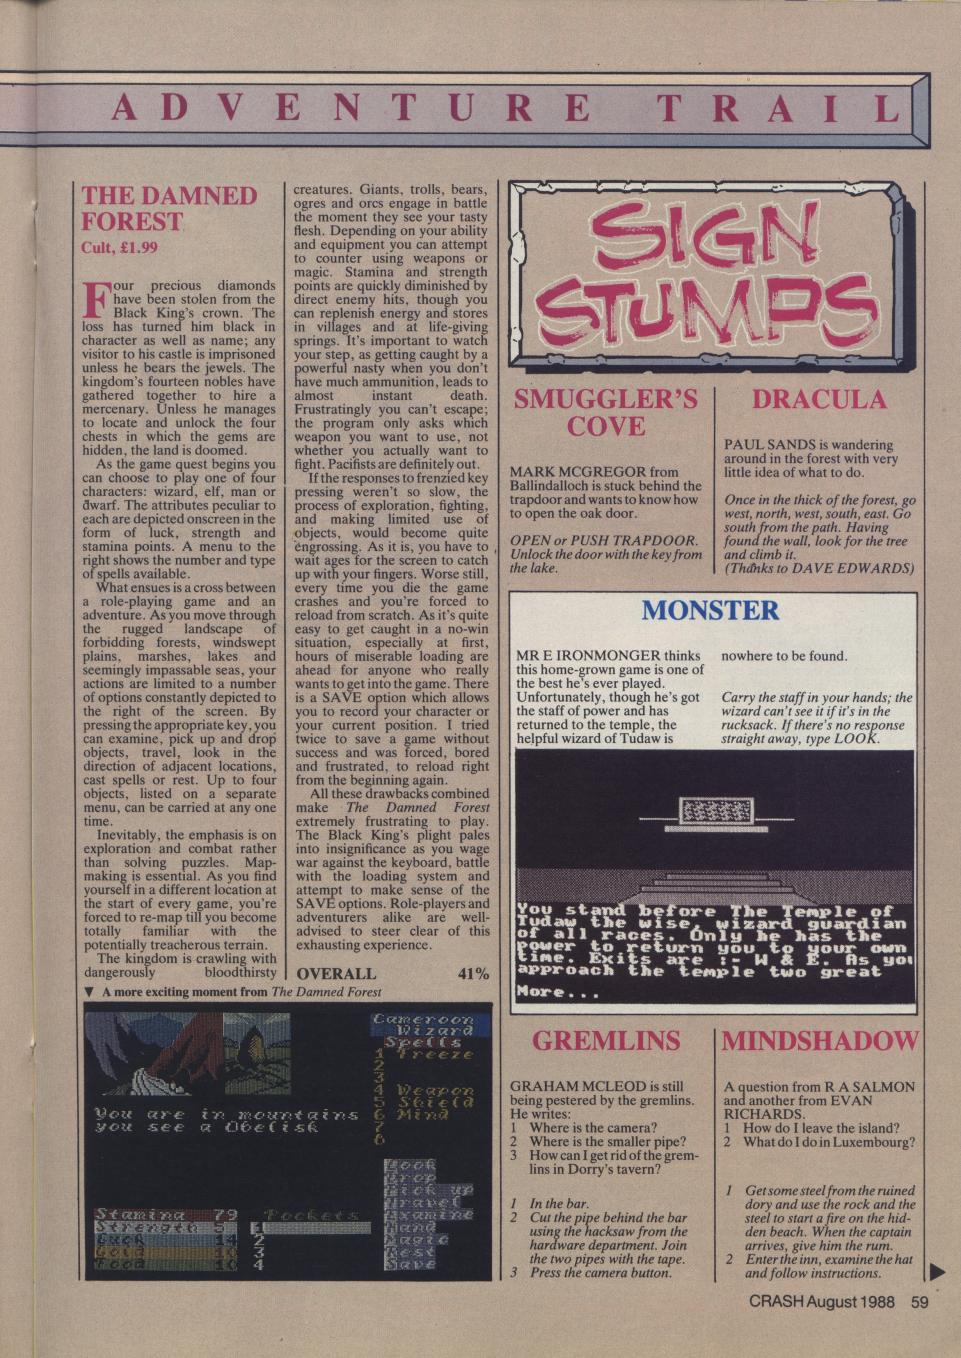 ADVENTURE TRAIL
THE DAMNED
FOREST
Cult, £1.99
Four precious diamonds
have been stolen from the
Black King's crown. The
loss has turned him black in
character as well as name; any
visitor to his castle is imprisoned
unless he bears the jewels. The
kingdom's fourteen nobles have
gathered together to hire a
mercenary. Unless he manages
to locate and unlock the four
chests in which the gems are
hidden, the land is doomed.
As the game quest begins you
can choose to play one of four
characters: wizard, elf, man or
dwarf. The attributes peculiar to
each are depicted onscreen in the
form of luck, strength and
stamina points. A menu to the
right shows the number and type
of spells available.
What ensues is a cross between
a role-playing game and an
adventure. As you move through
the rugged landscape of
forbidding forests, windswept
plains, marshes, lakes and
seemingly impassable seas, your
actions are limited to a number
of options constantly depicted to
the right of the screen. By
pressing the appropriate key, you
can examine, pick up and drop
objects, travel, look in the
direction of adjacent locations,
cast spells or rest. Up to four
objects, listed on a separate
menu, can be carried at any one
time.
Inevitably, the emphasis is on
exploration and combat rather
than solving puzzles. Map-
making is essential. As you find
yourself in a different location at
the start of every game, you're
forced to re-map till you become
totally familiar with the
potentially treacherous terrain.
The kingdom is crawling with
dangerously bloodthirsty
creatures. Giants, trolls, bears,
ogres and orcs engage in battle
the moment they see your tasty
flesh. Depending on your ability
and equipment you can attempt
to counter using weapons or
magic. Stamina and strength
points are quickly diminished by
direct enemy hits, though you
can replenish energy and stores
in villages and at life-giving
springs. It's important to watch
your step, as getting caught by a
powerful nasty when you don't
have much ammunition, leads to
almost instant death.
Frustratingly you can't escape;
the program only asks which
weapon you want to use, not
whether you actually want to
fight. Pacifists are definitely out.
If the responses to frenzied key
pressing weren't so slow, the
process of exploration, fighting,
and making limited use of
objects, would become quite
engrossing. As it is, you have to
wait ages for the screen to catch
up with your fingers. Worse still,
every time you die the game
crashes and you're forced to
reload from scratch. As it's quite
easy to get caught in a no-win
situation, especially at first,
hours of miserable loading are
ahead for anyone who really
wants to get into the game. There
is a SAVE option which allows
you to record your character or
your current position. I tried
twice to save a game without
success and was forced, bored
and frustrated, to reload right
from the beginning again.
All these drawbacks combined
make The Damned Forest
extremely frustrating to play.
The Black King's plight pales
into insignificance as you wage
war against the keyboard, battle
with the loading system and
attempt to make sense of the
SAVE options. Role-players and
adventurers alike are well-
advised to steer clear of this
exhausting experience.
OVERALL 41%
▼ A more exciting moment from The Damned Forest
Cameroon
Wizard
Spells
1 Freeze
2
3
4 Weapon
5 Shield
6 Mind
7
8
You are in mountains
you see a Obelisk
Look
Drop
Pick up
Travel
Examine
Hand
Magic
Rest
Save
Stamina 79
Strength 5
Luck 14
Gold 10
Food 10
Pockets
1
2
3
4
SIGN
STUMPS
SMUGGLER'S
COVE
MARK MCGREGOR from
Ballindalloch is stuck behind the
trapdoor and wants to know how
to open the oak door.
OPEN or PUSH TRAPDOOR.
Unlock the door with the key from
the lake.
DRACULA
PAUL SANDS is wandering
around in the forest with very
little idea of what to do.
Once in the thick of the forest, go
west, north, west, south, east. Go
south from the path. Having
found the wall, look for the tree
and climb it.
(Thanks to DAVE EDWARDS)
MONSTER
MR E IRONMONGER thinks
this home-grown game is one of
the best he's ever played.
Unfortunately, though he's got
the staff of power and has
returned to the temple, the
helpful wizard of Tudaw is
nowhere to be found.
Carry the staff in your hands; the
wizard can't see it if it's in the
rucksack. If there's no response
straight away, type LOOK.
You stand before The Temple of
Tudaw the wise, wizard guardian
of all races. Only he has the
power to return you to your own
time. Exits are :- W & E. As you
approach the temple two great
More...
GREMLINS
GRAHAM MCLEOD is still
being pestered by the gremlins.
He writes:
1 Where is the camera?
2 Where is the smaller pipe?
3 How can I get rid of the grem-
lins in Dorry's tavern?
1 In the bar.
2 Cut the pipe behind the bar
using the hacksaw from the
hardware department. Join
the two pipes with the tape.
3 Press the camera button.
MINDSHADOW
A question from R A SALMON
and another from EVAN
RICHARDS.
1 How do I leave the island?
2 What do I do in Luxembourg?
1 Get some steel from the ruined
dory and use the rock and the
steel to start a fire on the hid-
den beach. When the captain
arrives, give him the rum.
2 Enter the inn, examine the hat
and follow instructions.
CRASH August 1988 59